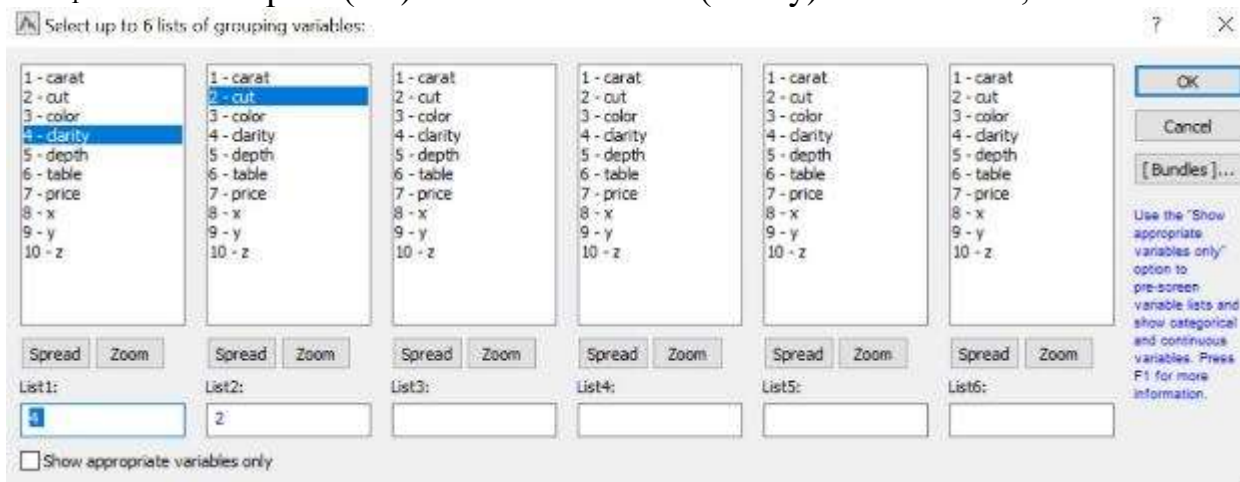 Select up to 6 lists of grouping variables:
? ×
1 - carat
2 - cut
3 - color
4 - clarity
5 - depth
6 - table
7 - price
8 - x
9 - y
10 - z
Spread Zoom
List1:
4
1 - carat
2 - cut
3 - color
4 - clarity
5 - depth
6 - table
7 - price
8 - x
9 - y
10 - z
Spread Zoom
List2:
2
1 - carat
2 - cut
3 - color
4 - clarity
5 - depth
6 - table
7 - price
8 - x
9 - y
10 - z
Spread Zoom
List3:
1 - carat
2 - cut
3 - color
4 - clarity
5 - depth
6 - table
7 - price
8 - x
9 - y
10 - z
Spread Zoom
List4:
1 - carat
2 - cut
3 - color
4 - clarity
5 - depth
6 - table
7 - price
8 - x
9 - y
10 - z
Spread Zoom
List5:
1 - carat
2 - cut
3 - color
4 - clarity
5 - depth
6 - table
7 - price
8 - x
9 - y
10 - z
Spread Zoom
List6:
OK
Cancel
[Bundles]...
Use the "Show
appropriate
variables only"
option to
pre-screen
variable lists and
show categorical
and continuous
variables. Press
F1 for more
information.
Show appropriate variables only